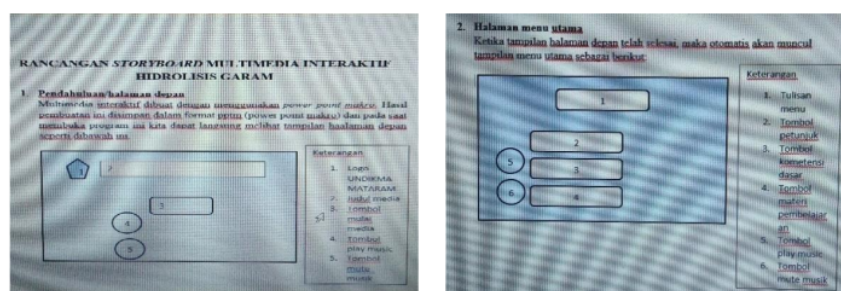 RANCANGAN STORYBOARD MULTIMEDIA INTERAKTIF
HIDROLISIS GARAM
1. Pendahuluan/halaman depan
Multimedia interaktif dibuat dengan menggunakan power point makro. Hasil
pembuatan ini disimpan dalam format pptm (power point makro) dan pada saat
membuka program ini kita dapat langsung melihat tampilan haalaman depan
seperti dibawah ini.
1
2
3
4
5
Keterangan
1. Logo
UNDIKMA
MATARAM
2. Judul media
3. Tombol
mulai
media
4. Tombol
play music
5. Tombol
mute
musik
2. Halaman menu utama
Ketika tampilan halaman depan telah selesai, maka otomatis akan muncul
tampilan menu utama sebagai berikut:
1
2
5
3
6
4
Keterangan
1. Tulisan
menu
2. Tombol
petunjuk
3. Tombol
kometensi
dasar
4. Tombol
materi
pembelajar
an
5. Tombol
play music
6. Tombol
mute musik